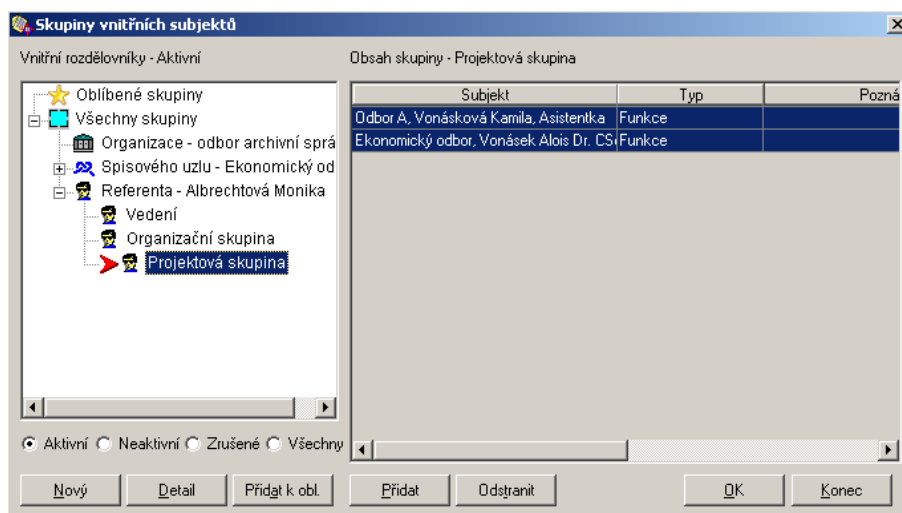 Skupiny vnitřních subjektů
Vnitřní rozdělovníky - Aktivní
Oblíbené skupiny
Všechny skupiny
Organizace - odbor archivní sprá
Spisového uzlu - Ekonomický od
Referenta - Albrechtová Monika
Vedení
Organizační skupina
Projektová skupina
Aktivní Neaktivní Zrušené Všechny
Nový Detail Přidat k obl.
Obsah skupiny - Projektová skupina
Subjekt Typ Pozná
Odbor A, Vonásková Kamila, Asistentka Funkce
Ekonomický odbor, Vonásek Alois Dr. CS Funkce
Přidat Odstranit OK Konec